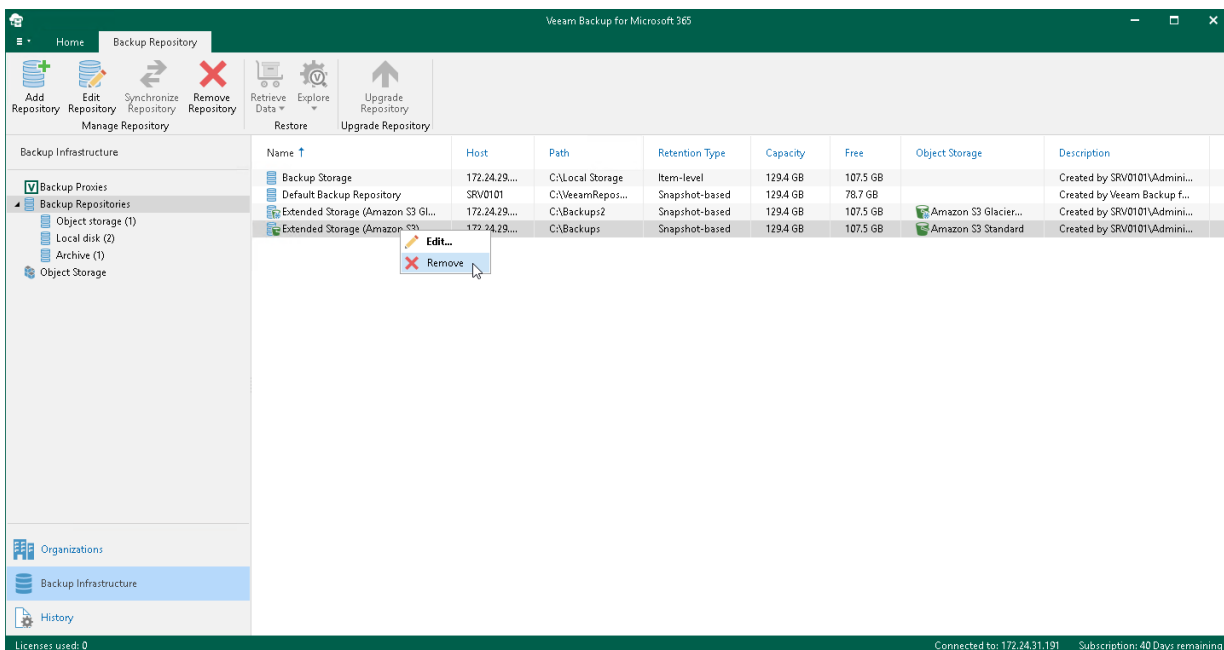 Veeam Backup for Microsoft 365
Home Backup Repository
Add Repository
Edit Repository
Synchronize Repository
Remove Repository
Retrieve Data
Explore
Upgrade Repository
Manage Repository Restore Upgrade Repository
Backup Infrastructure
Backup Proxies
Backup Repositories
Object storage (1)
Local disk (2)
Archive (1)
Object Storage
Name Host Path Retention Type Capacity Free Object Storage Description
Backup Storage 172.24.29.... C:\Local Storage Item-level 129.4 GB 107.5 GB Created by SRV0101\Admini...
Default Backup Repository SRV0101 C:\VeeamRepos... Snapshot-based 129.4 GB 78.7 GB Created by Veeam Backup f...
Extended Storage (Amazon S3 Gl... 172.24.29.... C:\Backups2 Snapshot-based 129.4 GB 107.5 GB Amazon S3 Glacier... Created by SRV0101\Admini...
Extended Storage (Amazon S3) 172.24.29.... C:\Backups Snapshot-based 129.4 GB 107.5 GB Amazon S3 Standard Created by SRV0101\Admini...
Edit...
Remove
Organizations
Backup Infrastructure
History
Licenses used: 0 Connected to: 172.24.31.191 Subscription: 40 Days remaining